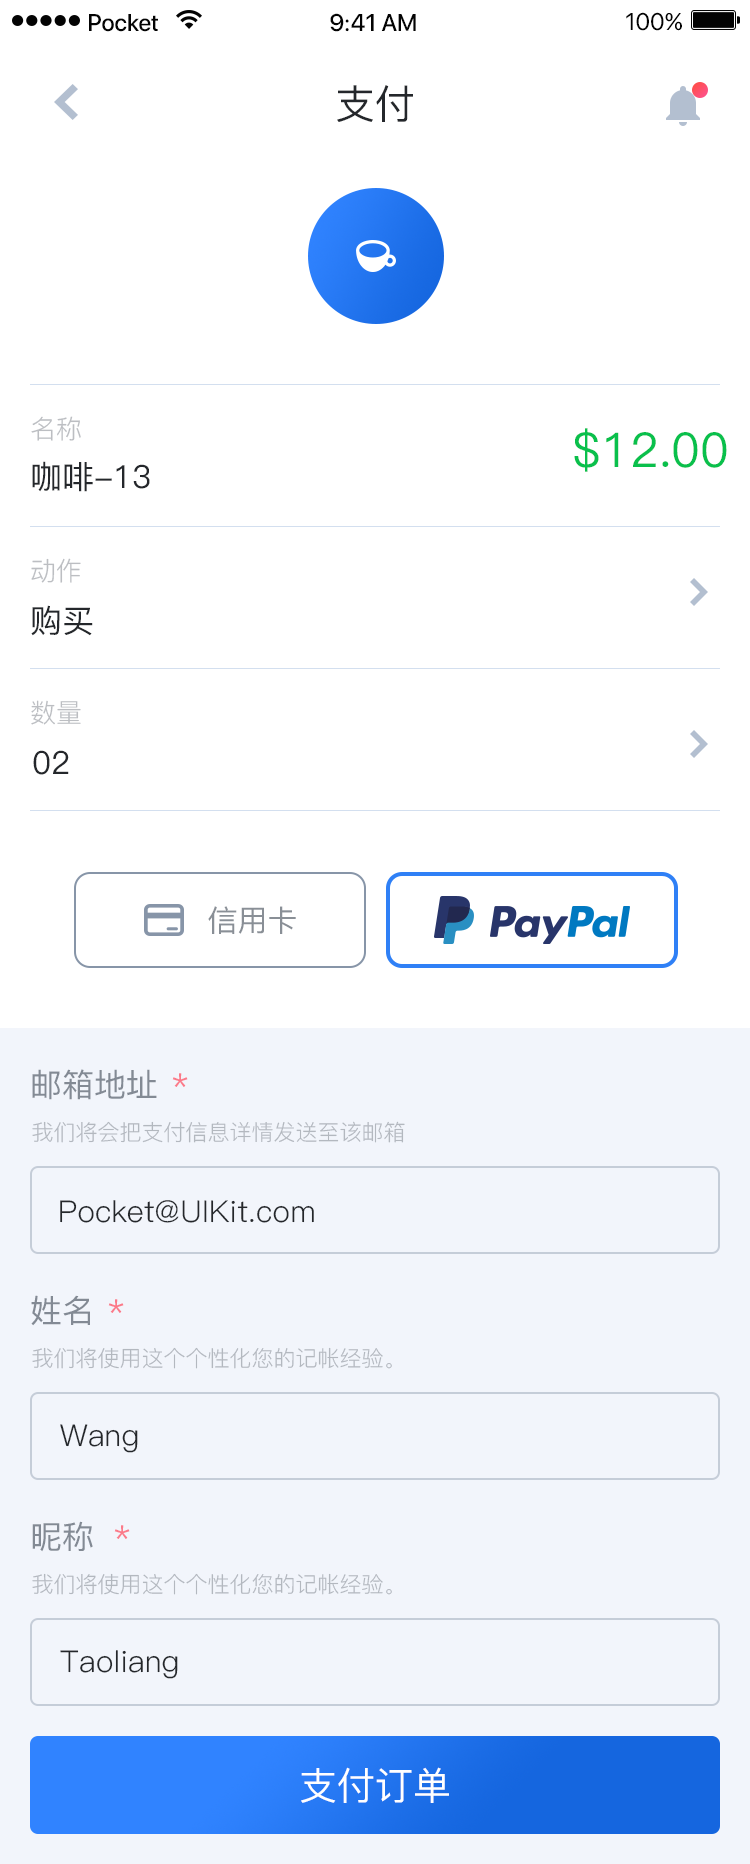 Pocket 9:41 AM 100%
支付
名称
咖啡-13
$12.00
动作
购买
数量
02
信用卡
PayPal
邮箱地址 *
我们将会把支付信息详情发送至该邮箱
Pocket@UIKit.com
姓名 *
我们将使用这个个性化您的记帐经验。
Wang
昵称 *
我们将使用这个个性化您的记帐经验。
Taoliang
支付订单